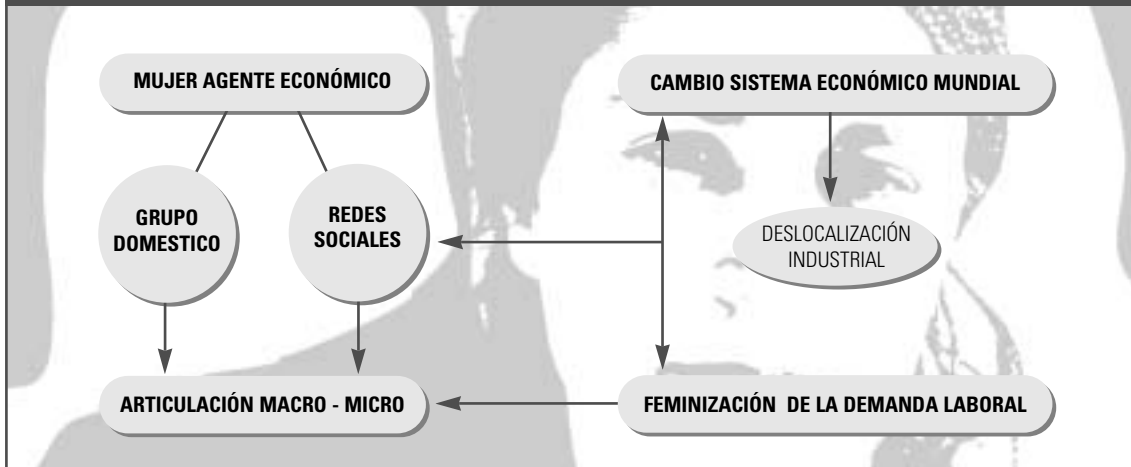 MUJER AGENTE ECONÓMICO
CAMBIO SISTEMA ECONÓMICO MUNDIAL
GRUPO
DOMESTICO
REDES
SOCIALES
DESLOCALIZACIÓN
INDUSTRIAL
ARTICULACIÓN MACRO - MICRO
FEMINIZACIÓN DE LA DEMANDA LABORAL